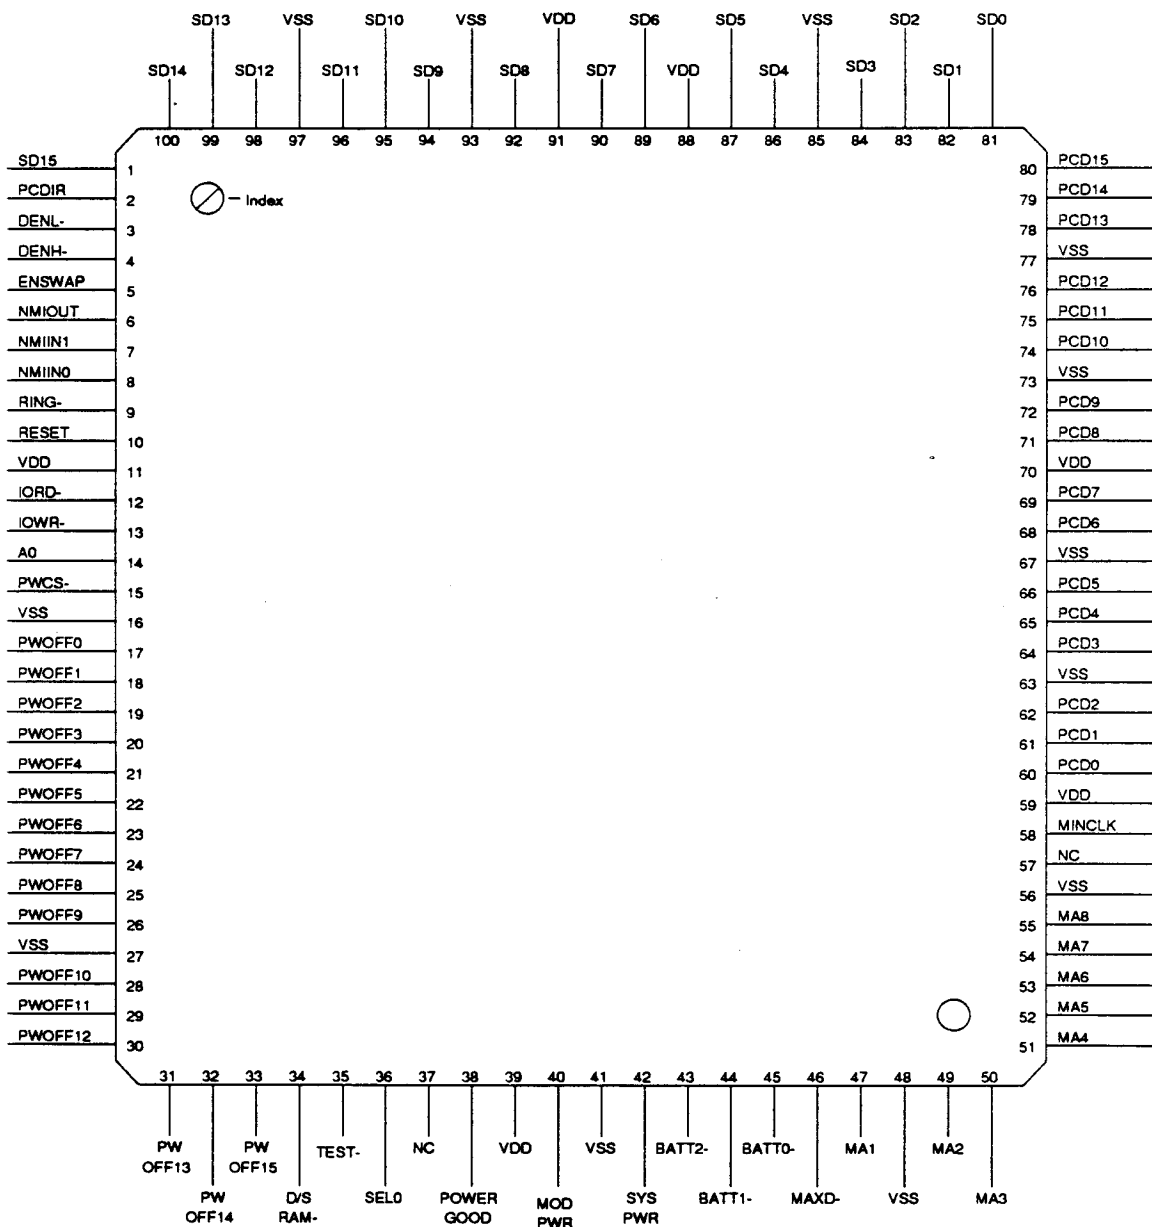 SD13 VSS SD10 VSS VDD SD6 SD5 VSS SD2 SD0
SD14 SD12 SD11 SD9 SD8 SD7 VDD SD4 SD3 SD1
100 99 98 97 96 95 94 93 92 91 90 89 88 87 86 85 84 83 82 81
SD15 1 80 PCD15
PCDIR 2 Index 79 PCD14
DENL- 3 78 PCD13
DENH- 4 77 VSS
ENSWAP 5 76 PCD12
NMIOUT 6 75 PCD11
NMIIN1 7 74 PCD10
NMIIN0 8 73 VSS
RING- 9 72 PCD9
RESET 10 71 PCD8
VDD 11 70 VDD
IORD- 12 69 PCD7
IOWR- 13 68 PCD6
A0 14 67 VSS
PWCS- 15 66 PCD5
VSS 16 65 PCD4
PWOFF0 17 64 PCD3
PWOFF1 18 63 VSS
PWOFF2 19 62 PCD2
PWOFF3 20 61 PCD1
PWOFF4 21 60 PCD0
PWOFF5 22 59 VDD
PWOFF6 23 58 MINCLK
PWOFF7 24 57 NC
PWOFF8 25 56 VSS
PWOFF9 26 55 MA8
VSS 27 54 MA7
PWOFF10 28 53 MA6
PWOFF11 29 52 MA5
PWOFF12 30 51 MA4
31 32 33 34 35 36 37 38 39 40 41 42 43 44 45 46 47 48 49 50
PW PW TEST- NC VDD VSS BATT2- BATT0- MA1 MA2
OFF13 OFF15
PW D/S SEL0 POWER MOD SYS BATT1- MAXD- VSS MA3
OFF14 RAM- GOOD PWR PWR